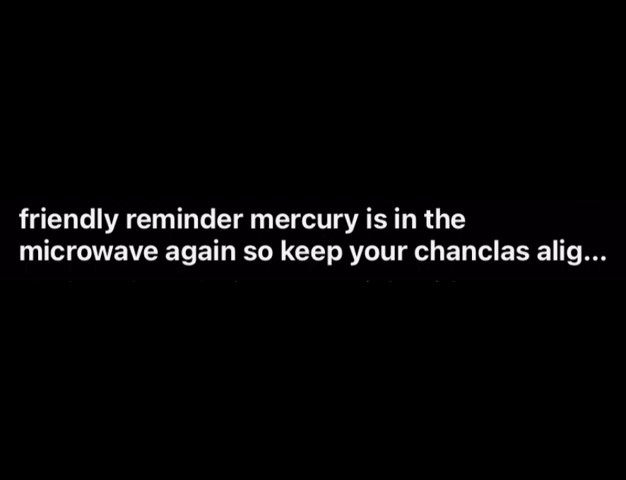 friendly reminder mercury is in the
microwave again so keep your chanclas alig...